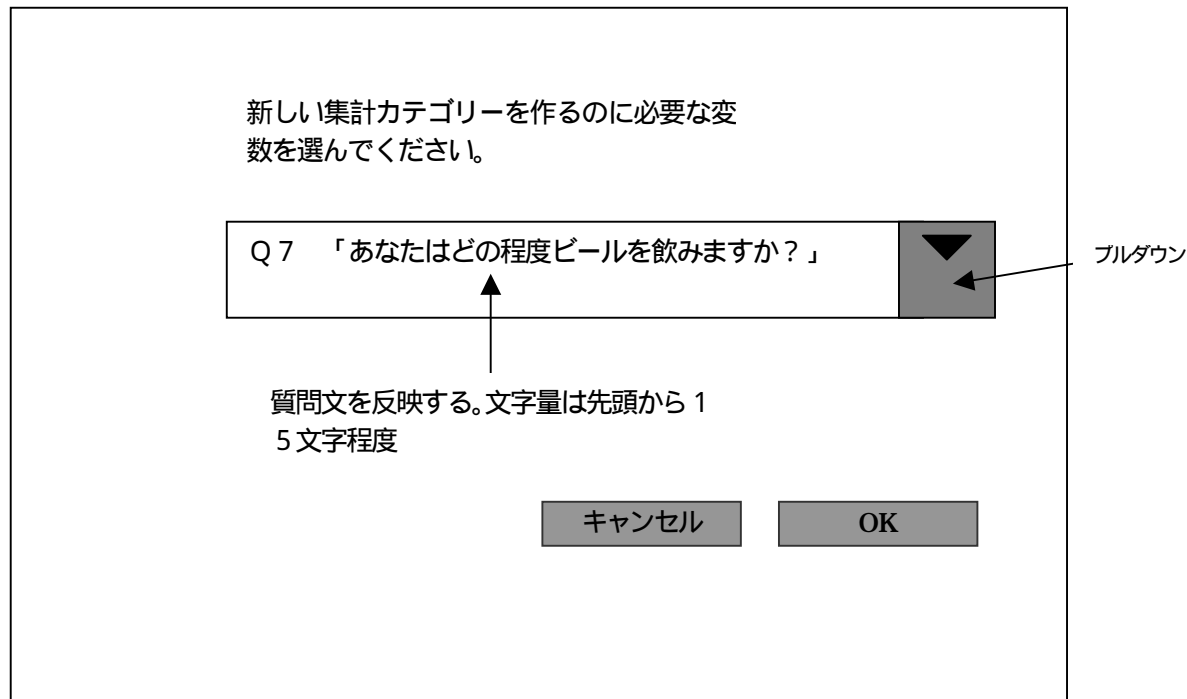 新しい集計カテゴリーを作るのに必要な変
数を選んでください。
Q 7 「あなたはどの程度ビールを飲みますか？」
プルダウン
質問文を反映する。文字量は先頭から 1
5 文字程度
キャンセル
OK